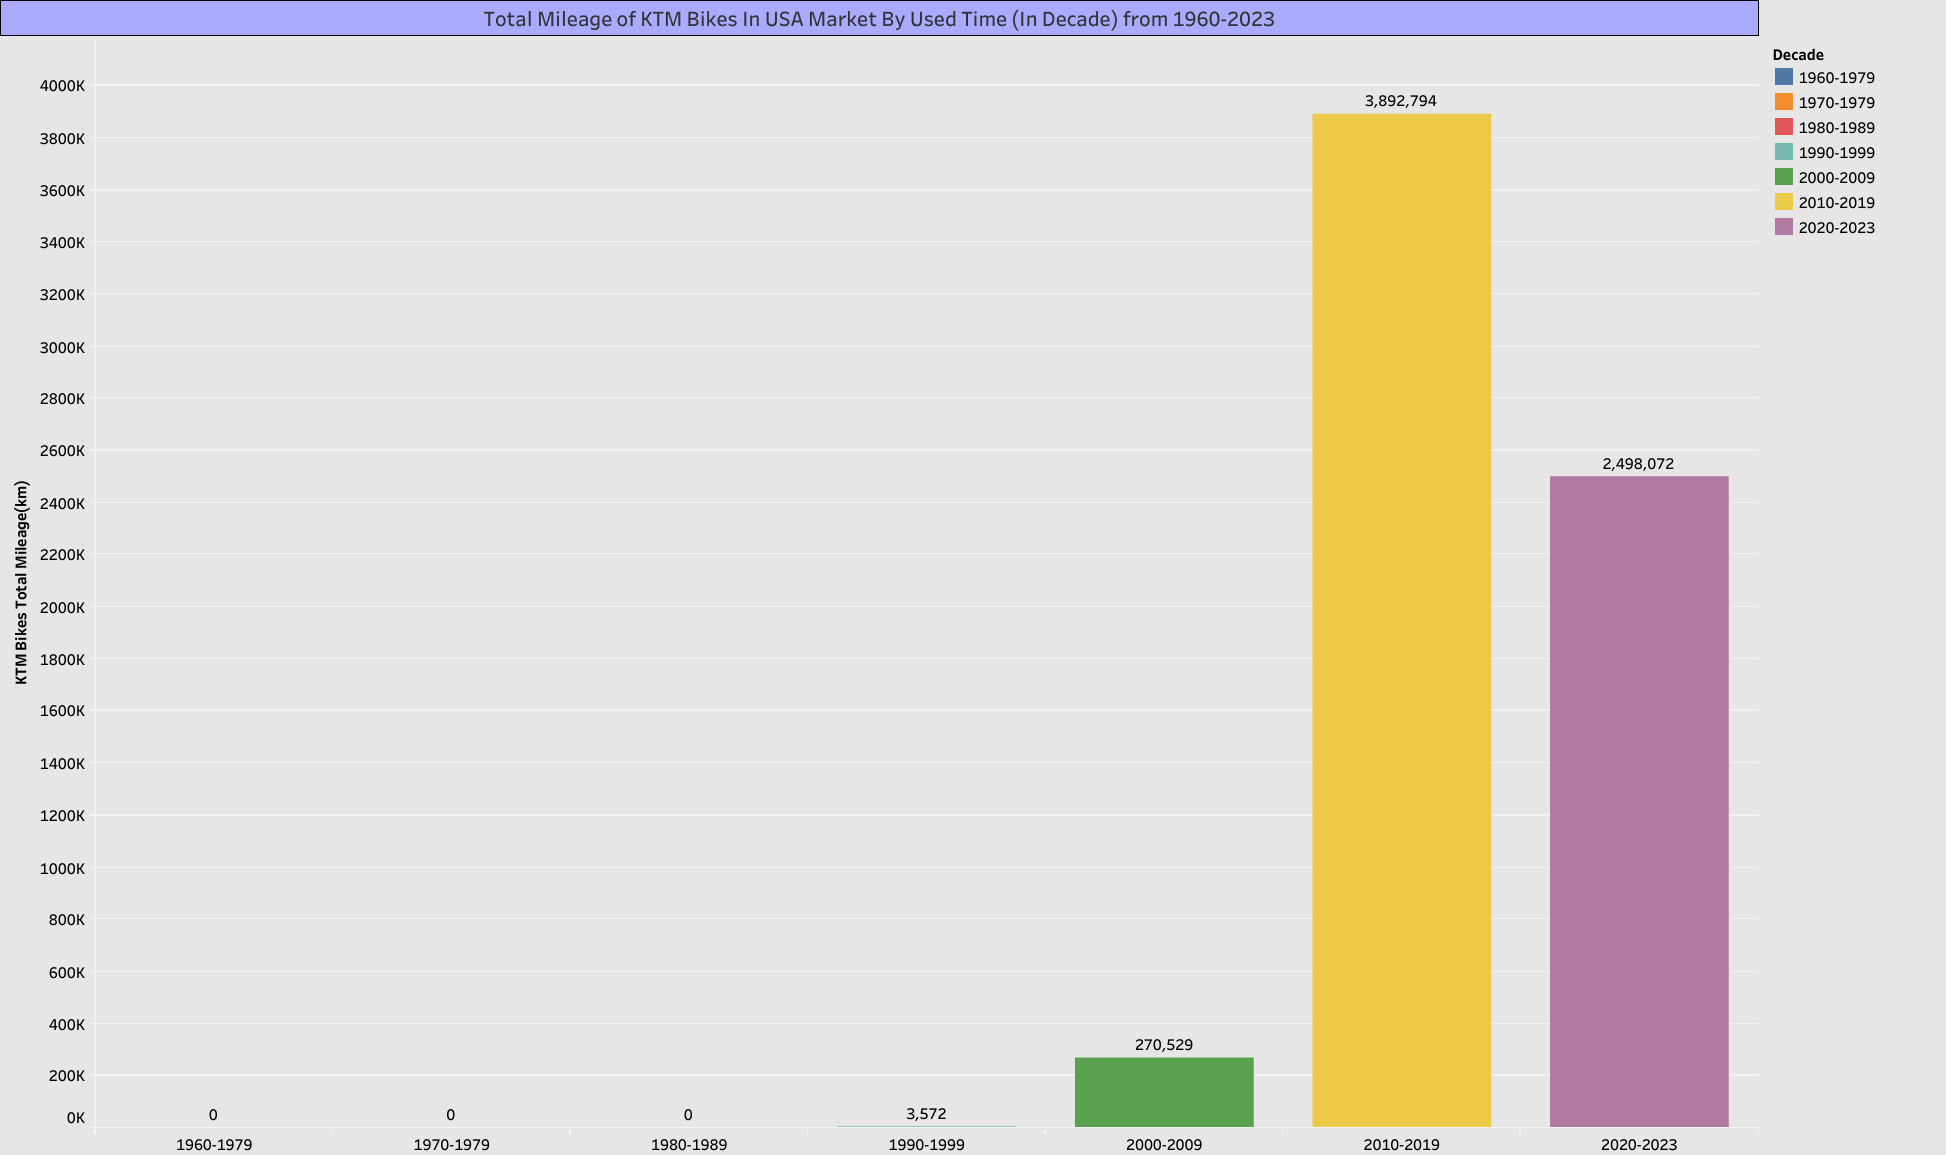 Total Mileage of KTM Bikes In USA Market By Used Time (In Decade) from 1960-2023
Decade
1960-1979
1970-1979
1980-1989
1990-1999
2000-2009
2010-2019
2020-2023
KTM Bikes Total Mileage(km)
4000K
3800K
3600K
3400K
3200K
3000K
2800K
2600K
2400K
2200K
2000K
1800K
1600K
1400K
1200K
1000K
800K
600K
400K
200K
0K
0
0
0
3,572
270,529
3,892,794
2,498,072
1960-1979
1970-1979
1980-1989
1990-1999
2000-2009
2010-2019
2020-2023